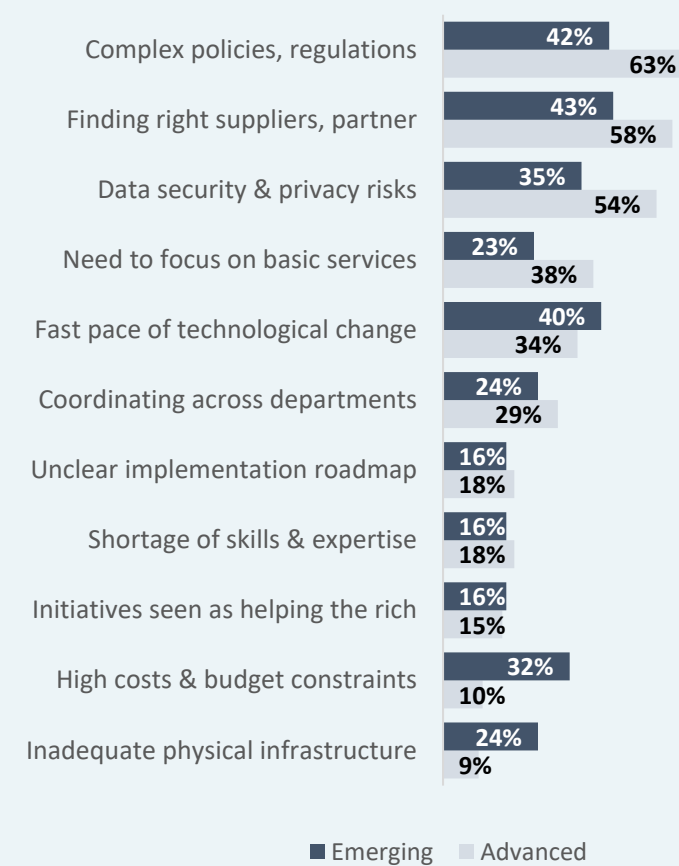 Complex policies, regulations
42%
63%
Finding right suppliers, partner
43%
58%
Data security & privacy risks
35%
54%
Need to focus on basic services
23%
38%
Fast pace of technological change
40%
34%
Coordinating across departments
24%
29%
Unclear implementation roadmap
16%
18%
Shortage of skills & expertise
16%
18%
Initiatives seen as helping the rich
16%
15%
High costs & budget constraints
32%
10%
Inadequate physical infrastructure
24%
9%
Emerging Advanced